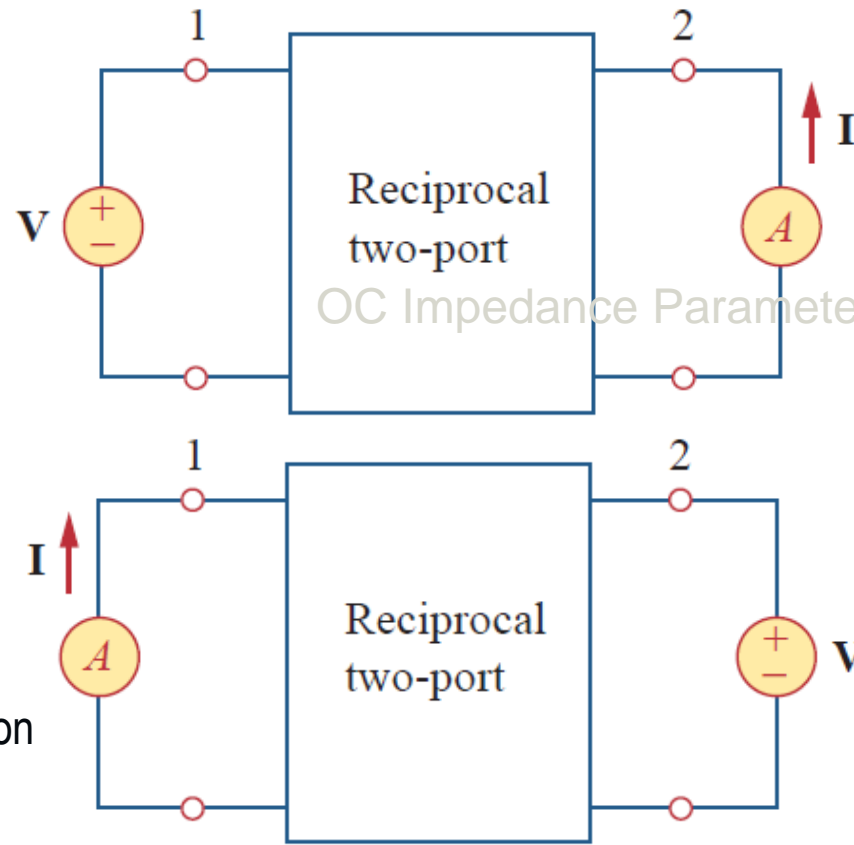 1
2
V
+
−
Reciprocal
two-port
I
A
OC Impedance Paramete
1
2
I
A
Reciprocal
two-port
+
−
V
on